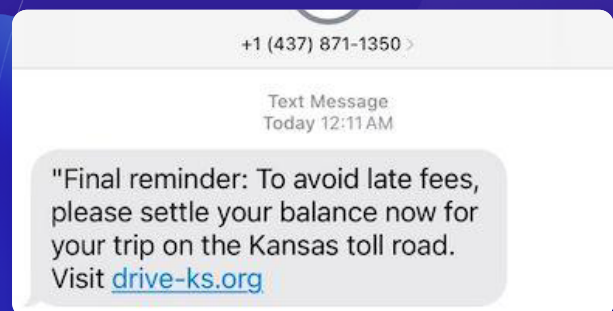 +1 (437) 871-1350 >
Text Message
Today 12:11 AM
"Final reminder: To avoid late fees,
please settle your balance now for
your trip on the Kansas toll road.
Visit drive-ks.org